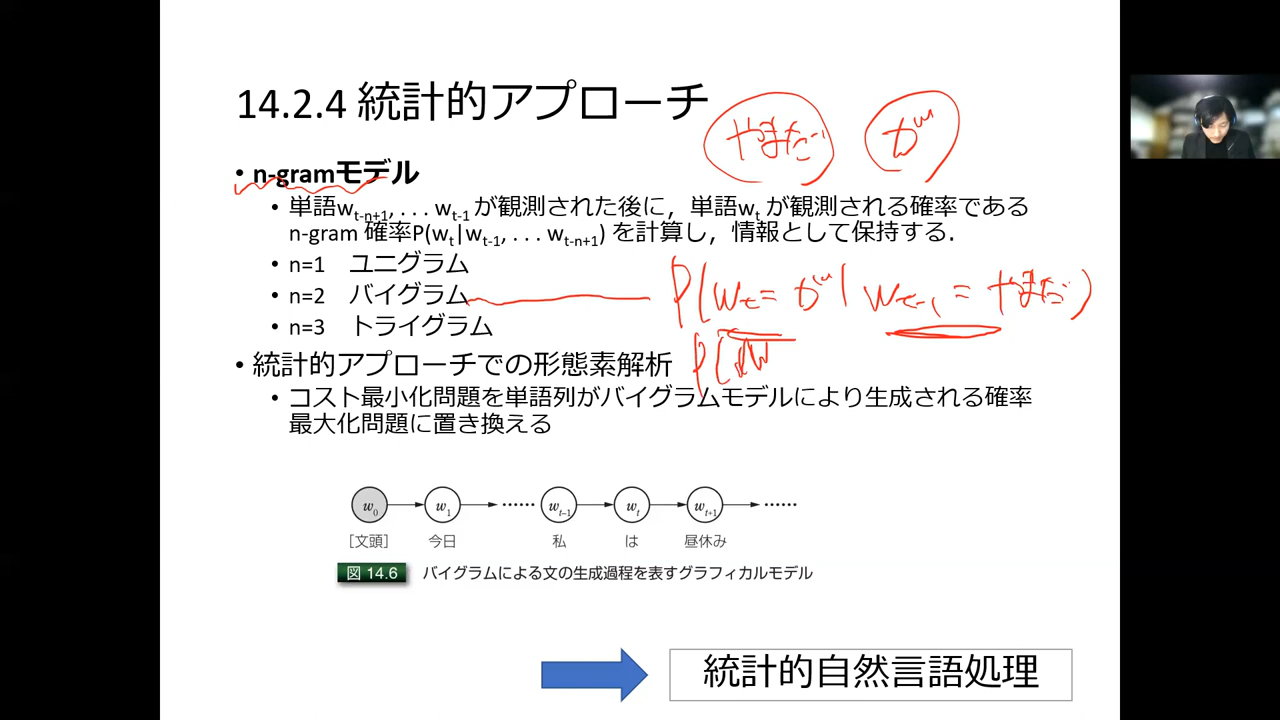 14.2.4 統計的アプローチ
やまだ が
• n-gramモデル
• 単語wt-n+1, . . . wt-1 が観測された後に，単語wt が観測される確率である
n-gram 確率P(wt|wt-1, . . . wt-n+1) を計算し，情報として保持する．
• n=1 ユニグラム
• n=2 バイグラム
P(wt = が | wt-1 = やまだ)
• n=3 トライグラム
• 統計的アプローチでの形態素解析
P(
• コスト最小化問題を単語列がバイグラムモデルにより生成される確率
最大化問題に置き換える
w0 w1 …… wt-1 wt wt+1 ……
[文頭] 今日 私 は 昼休み
図 14.6 バイグラムによる文の生成過程を表すグラフィカルモデル
統計的自然言語処理